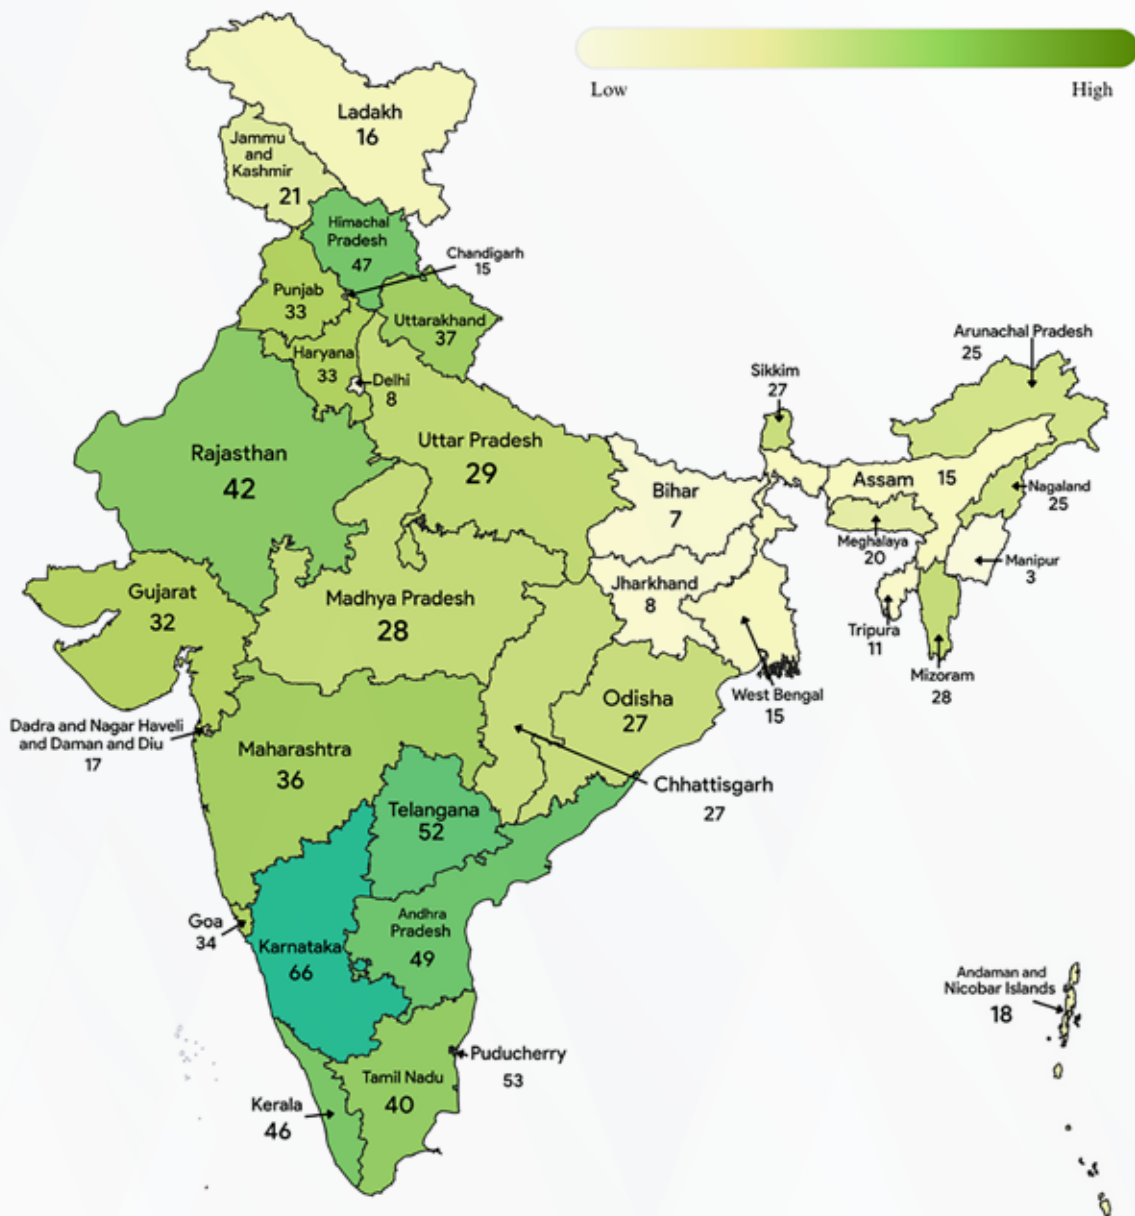 Low
High
Ladakh
16
Jammu
and
Kashmir
21
Himachal
Pradesh
47
Chandigarh
15
Punjab
33
Uttarakhand
37
Haryana
33
Delhi
8
Arunachal Pradesh
25
Sikkim
27
Rajasthan
42
Uttar Pradesh
29
Bihar
7
Assam 15
Nagaland
25
Meghalaya
20
Manipur
3
Gujarat
32
Madhya Pradesh
28
Jharkhand
8
Tripura
11
Mizoram
28
West Bengal
15
Odisha
27
Dadra and Nagar Haveli
and Daman and Diu
17
Maharashtra
36
Chhattisgarh
27
Telangana
52
Goa
34
Karnataka
66
Andhra
Pradesh
49
Andaman and
Nicobar Islands
18
Puducherry
53
Tamil Nadu
40
Kerala
46